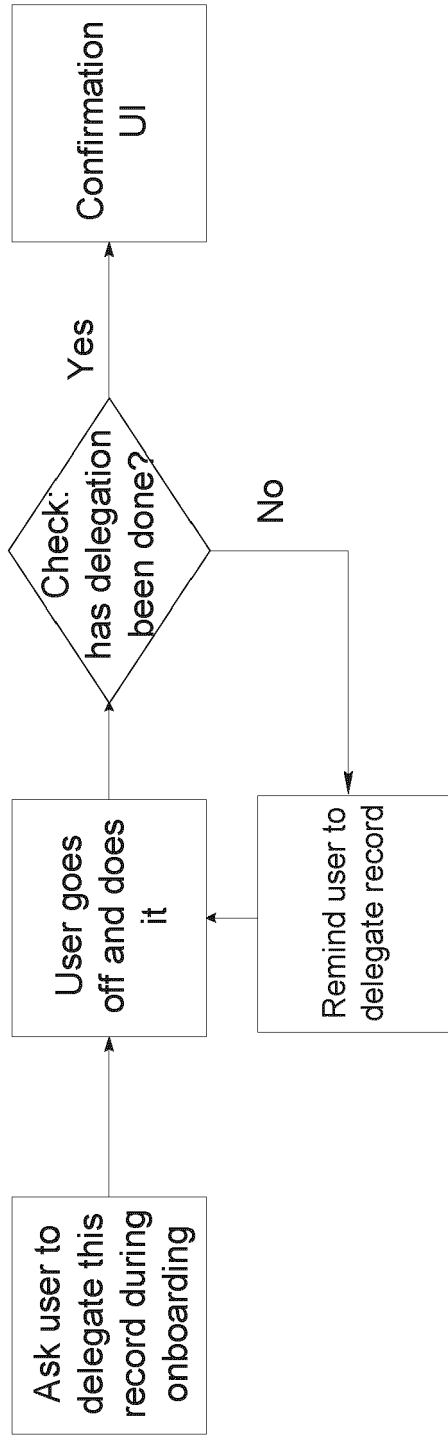 Ask user to
delegate this
record during
onboarding
User goes
off and does
it
Check:
has delegation
been done?
Yes
Confirmation
UI
No
Remind user to
delegate record